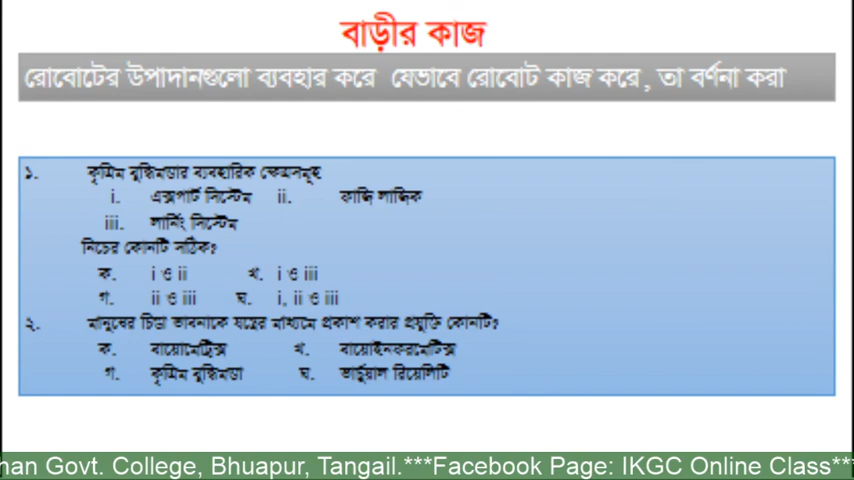 বাড়ীর কাজ
রোবোটের উপাদানগুলো ব্যবহার করে যেভাবে রোবোট কাজ করে, তা বর্ণনা করা
১. কৃত্রিম বুদ্ধিমত্তার ব্যবহারিক ক্ষেত্রসমূহ
i. এক্সপার্ট সিস্টেম ii. ফাজি লাজিক
iii. লার্নিং সিস্টেম
নিচের কোনটি সঠিক?
ক. i ও ii খ. i ও iii
গ. ii ও iii ঘ. i, ii ও iii
২. মানুষের চিন্তা ভাবনাকে যন্ত্রের মাধ্যমে প্রকাশ করার প্রযুক্তি কোনটি?
ক. বায়োমেট্রিক্স খ. বায়োইনফরমেটিক্স
গ. কৃত্রিম বুদ্ধিমত্তা ঘ. ভার্চুয়াল রিয়েলিটি
han Govt. College, Bhuapur, Tangail.***Facebook Page: IKGC Online Class***